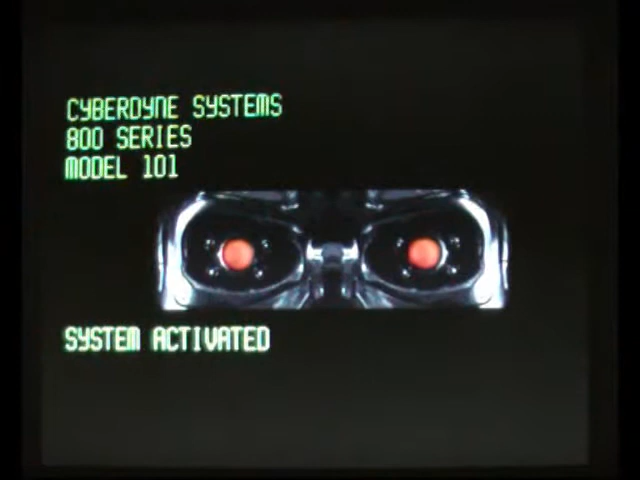 CYBERDYNE SYSTEMS
800 SERIES
MODEL 101
SYSTEM ACTIVATED